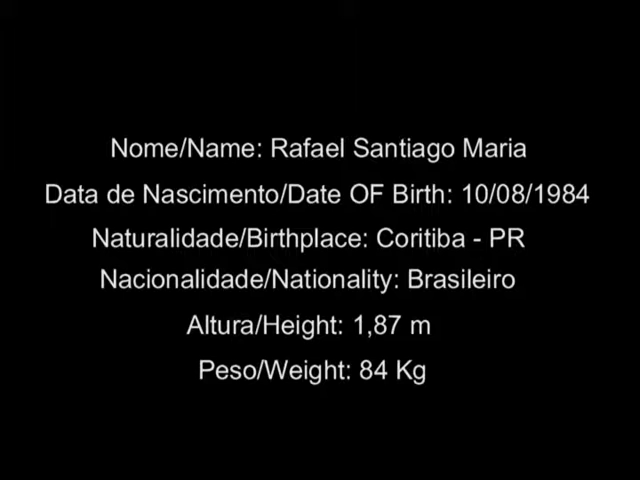 Nome/Name: Rafael Santiago Maria
Data de Nascimento/Date OF Birth: 10/08/1984
Naturalidade/Birthplace: Coritiba - PR
Nacionalidade/Nationality: Brasileiro
Altura/Height: 1,87 m
Peso/Weight: 84 Kg